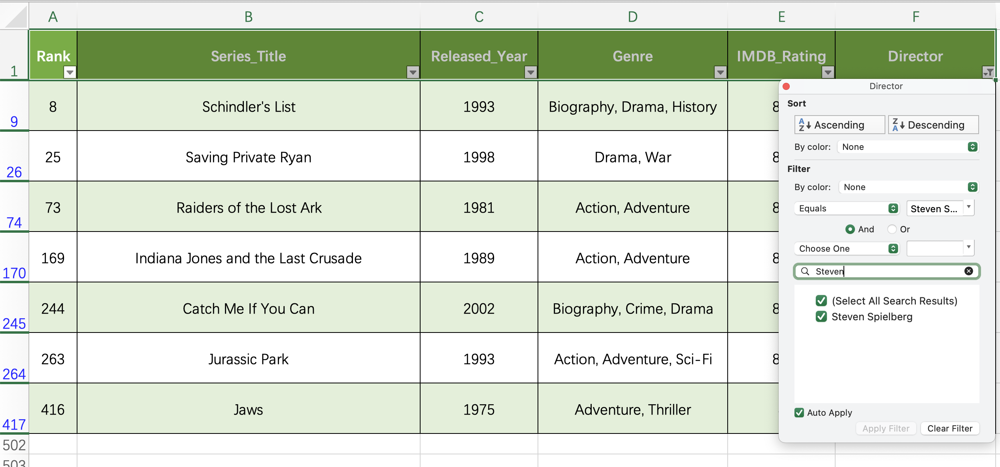 A B C D E F
1 Rank Series_Title Released_Year Genre IMDB_Rating Director
9 8 Schindler's List 1993 Biography, Drama, History 8
26 25 Saving Private Ryan 1998 Drama, War 8
74 73 Raiders of the Lost Ark 1981 Action, Adventure 8
170 169 Indiana Jones and the Last Crusade 1989 Action, Adventure 8
245 244 Catch Me If You Can 2002 Biography, Crime, Drama 8
264 263 Jurassic Park 1993 Action, Adventure, Sci-Fi 8
417 416 Jaws 1975 Adventure, Thriller
502
503
Director
Sort
A Z Ascending Z A Descending
By color: None
Filter
By color: None
Equals Steven S...
And Or
Choose One
Steven
(Select All Search Results)
Steven Spielberg
Auto Apply
Apply Filter Clear Filter